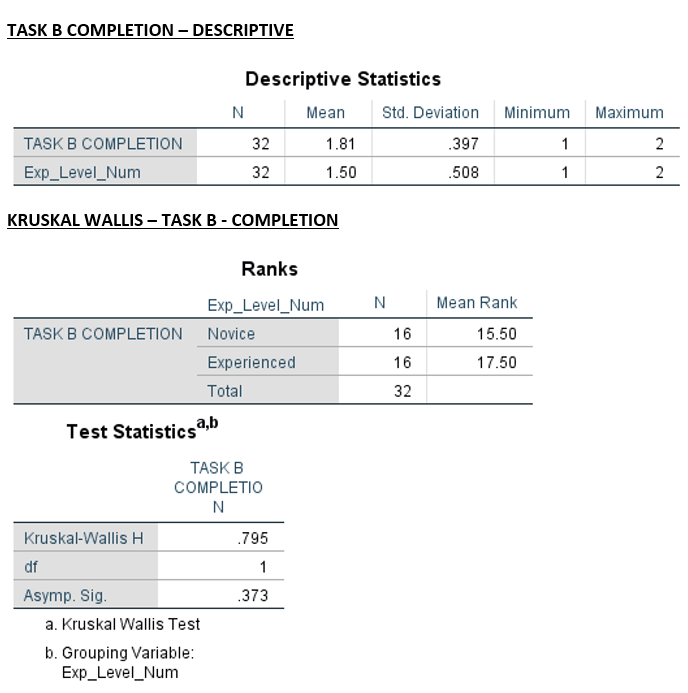 TASK B COMPLETION – DESCRIPTIVE
Descriptive Statistics
N Mean Std. Deviation Minimum Maximum
TASK B COMPLETION 32 1.81 .397 1 2
Exp_Level_Num 32 1.50 .508 1 2
KRUSKAL WALLIS – TASK B - COMPLETION
Ranks
Exp_Level_Num N Mean Rank
TASK B COMPLETION Novice 16 15.50
Experienced 16 17.50
Total 32
Test Statistics a,b
TASK B
COMPLETIO
N
Kruskal-Wallis H .795
df 1
Asymp. Sig. .373
a. Kruskal Wallis Test
b. Grouping Variable:
Exp_Level_Num